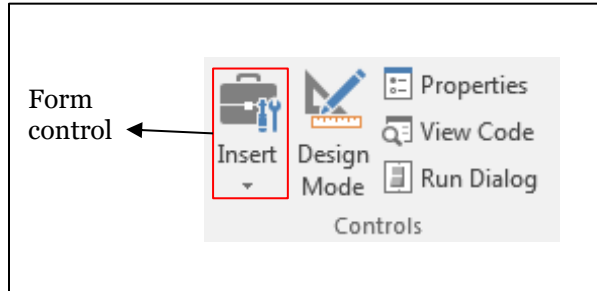 Form
control
Insert
Design
Mode
Properties
View Code
Run Dialog
Controls